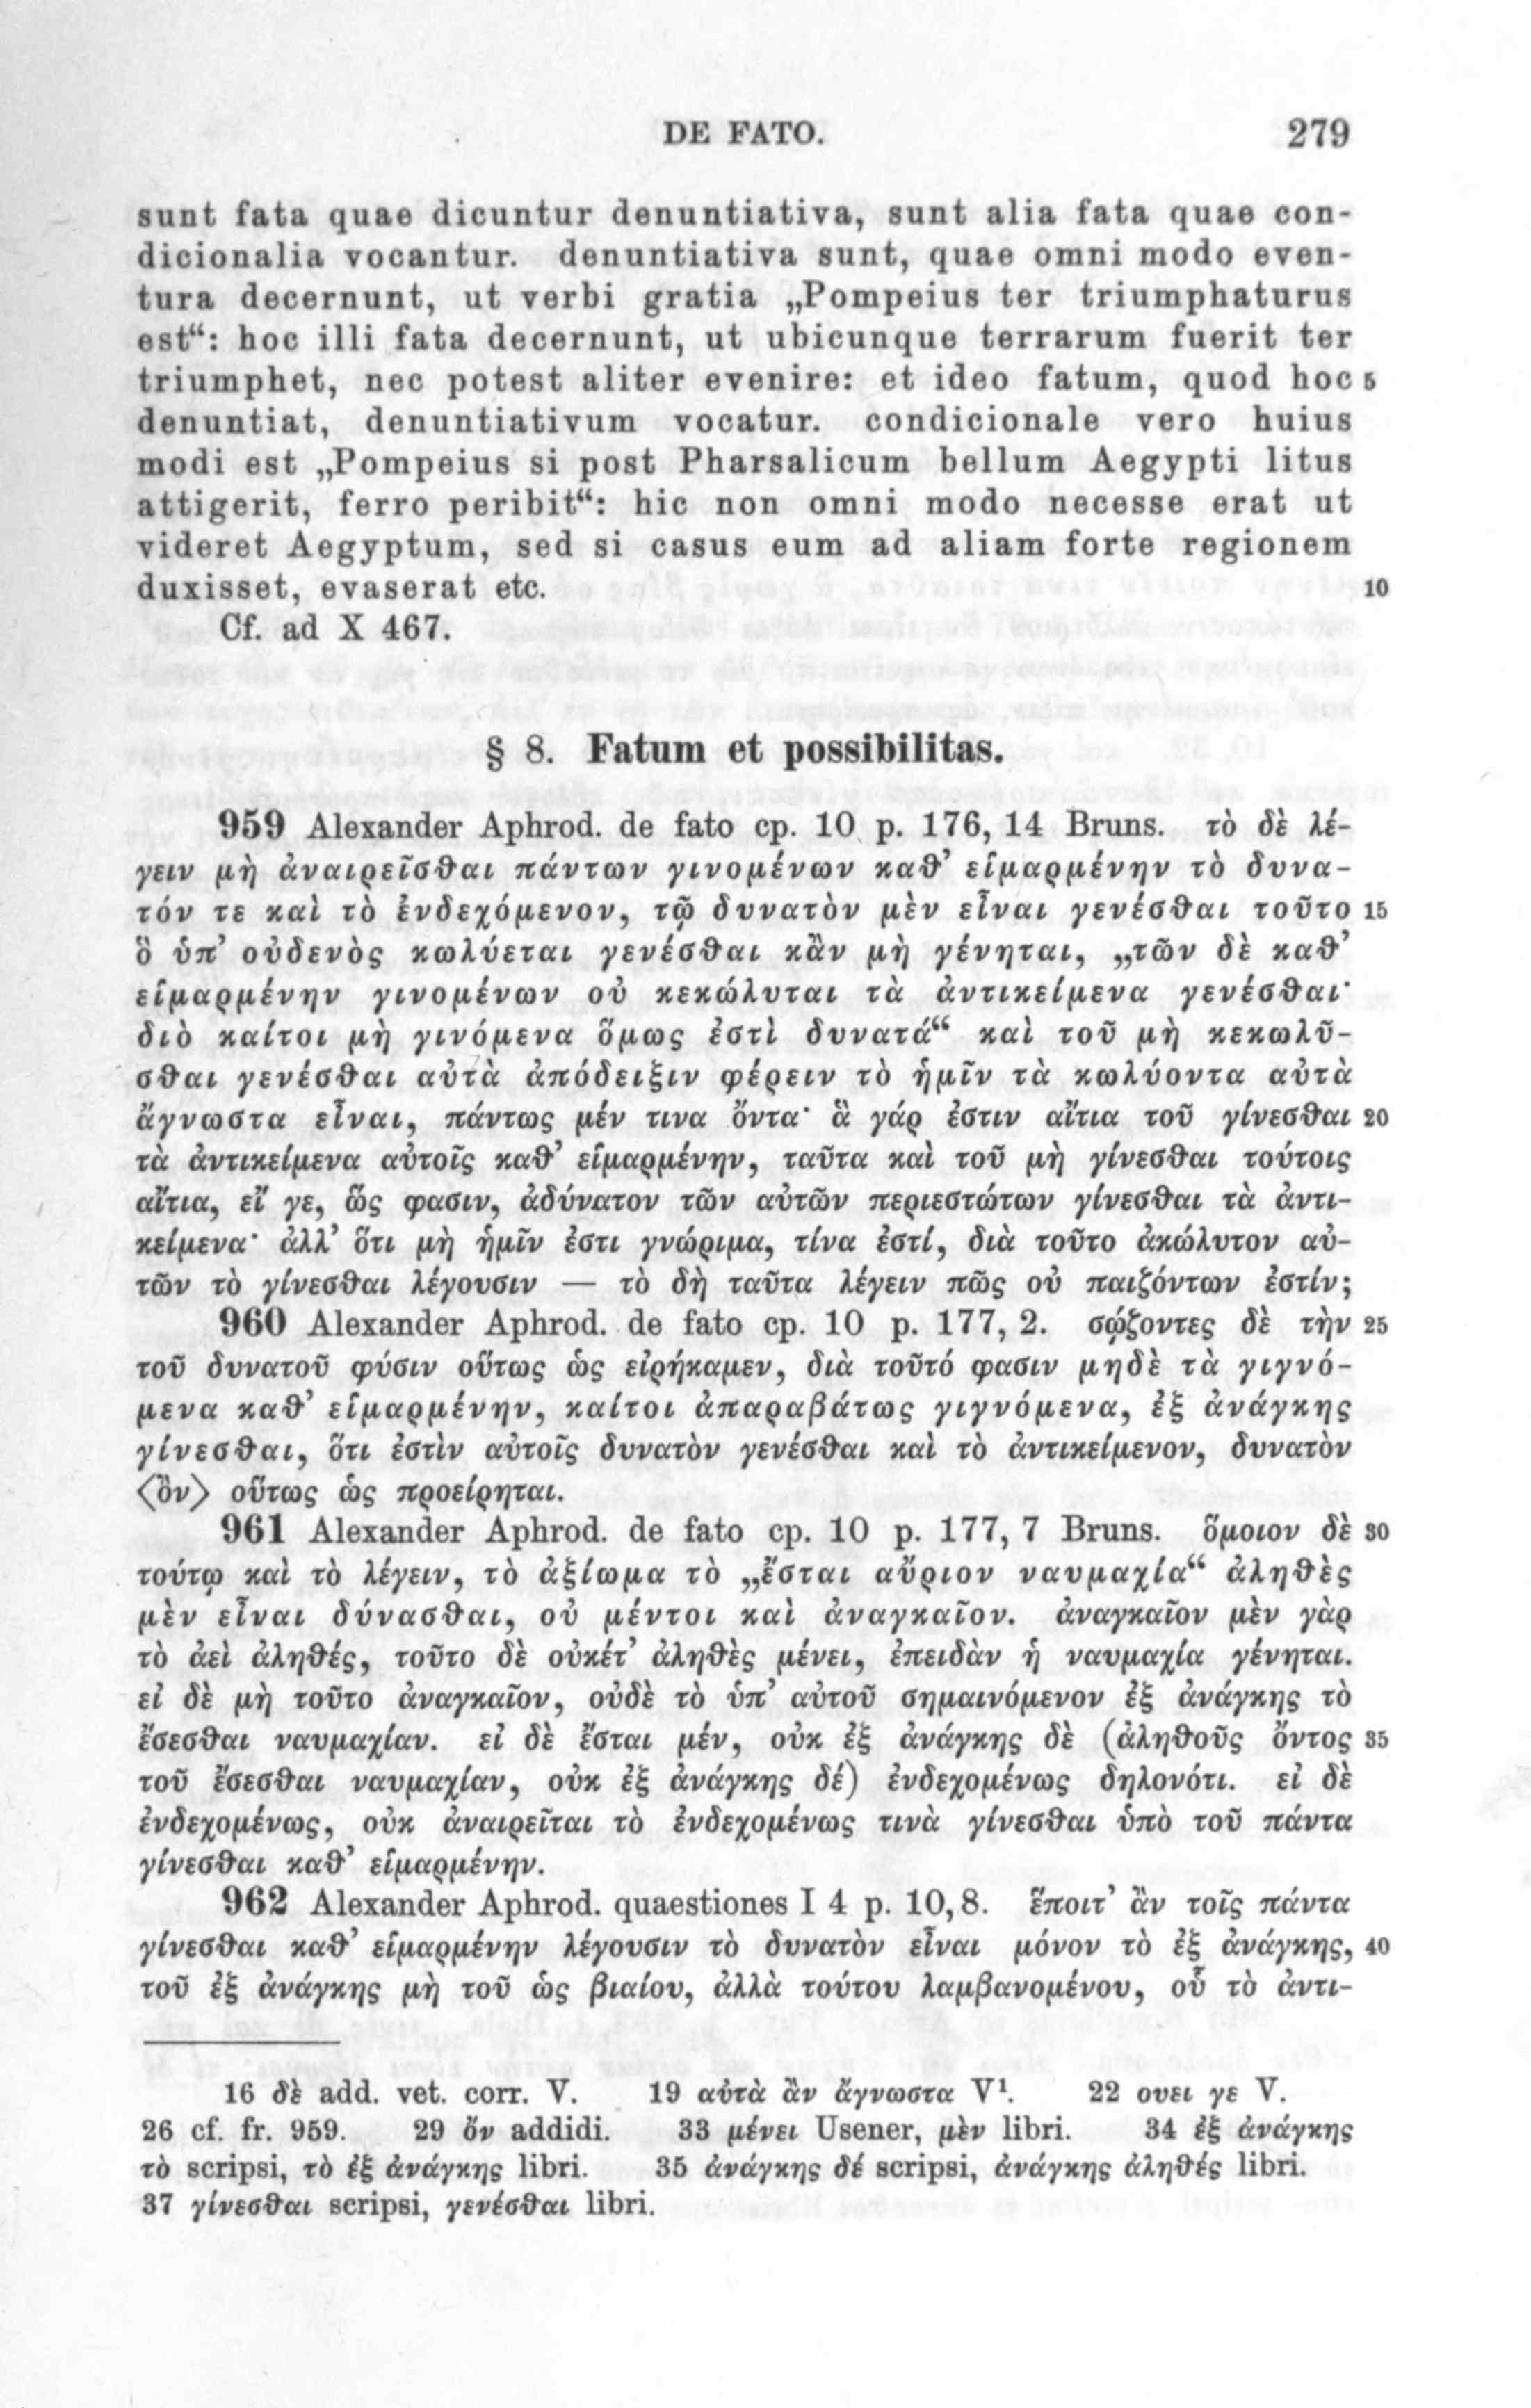 DE FATO. 279
sunt fata quae dicuntur denuntiativa, sunt alia fata quae con-
dicionalia vocantur. denuntiativa sunt, quae omni modo even-
tura decernunt, ut verbi gratia „Pompeius ter triumphaturus
est“: hoc illi fata decernunt, ut ubicunque terrarum fuerit ter
triumphet, nec potest aliter evenire: et ideo fatum, quod hoc 5
denuntiat, denuntiativum vocatur. condicionale vero huius
modi est „Pompeius si post Pharsalicum bellum Aegypti litus
attigerit, ferro peribit“: hic non omni modo necesse erat ut
videret Aegyptum, sed si casus eum ad aliam forte regionem
duxisset, evaserat etc. 10
Cf. ad X 467.
§ 8. Fatum et possibilitas.
959 Alexander Aphrod. de fato cp. 10 p. 176, 14 Bruns. τὸ δὲ λέ-
γειν μὴ ἀναιρεῖσθαι πάντων γινομένων καθ’ εἱμαρμένην τὸ δυνα-
τόν τε καὶ τὸ ἐνδεχόμενον, τῷ δυνατὸν μὲν εἶναι γενέσθαι τοῦτο 15
ὃ ὑπ’ οὐδενὸς κωλύεται γενέσθαι κἂν μὴ γένηται, „τῶν δὲ καθ’
εἱμαρμένην γινομένων οὐ κεκώλυται τὰ ἀντικείμενα γενέσθαι·
διὸ καίτοι μὴ γινόμενα ὅμως ἐστὶ δυνατά“ καὶ τοῦ μὴ κεκωλῦ-
σθαι γενέσθαι αὐτὰ ἀπόδειξιν φέρειν τὸ ἡμῖν τὰ κωλύοντα αὐτὰ
ἄγνωστα εἶναι, πάντως μέν τινα ὄντα· ἃ γάρ ἐστιν αἴτια τοῦ γίνεσθαι 20
τὰ ἀντικείμενα αὐτοῖς καθ’ εἱμαρμένην, ταῦτα καὶ τοῦ μὴ γίνεσθαι τούτοις
αἴτια, εἴ γε, ὥς φασιν, ἀδύνατον τῶν αὐτῶν περιεστώτων γίνεσθαι τὰ ἀντι-
κείμενα· ἀλλ’ ὅτι μὴ ἡμῖν ἐστι γνώριμα, τίνα ἐστί, διὰ τοῦτο ἀκώλυτον αὐ-
τῶν τὸ γίνεσθαι λέγουσιν — τὸ δὴ ταῦτα λέγειν πῶς οὐ παιζόντων ἐστίν;
960 Alexander Aphrod. de fato cp. 10 p. 177, 2. σῴζοντες δὲ τὴν 25
τοῦ δυνατοῦ φύσιν οὕτως ὡς εἰρήκαμεν, διὰ τοῦτό φασιν μηδὲ τὰ γιγνό-
μενα καθ’ εἱμαρμένην, καίτοι ἀπαραβάτως γιγνόμενα, ἐξ ἀνάγκης
γίνεσθαι, ὅτι ἐστὶν αὐτοῖς δυνατὸν γενέσθαι καὶ τὸ ἀντικείμενον, δυνατὸν
⟨ὂν⟩ οὕτως ὡς προείρηται.
961 Alexander Aphrod. de fato cp. 10 p. 177, 7 Bruns. ὅμοιον δὲ 30
τούτῳ καὶ τὸ λέγειν, τὸ ἀξίωμα τὸ „ἔσται αὔριον ναυμαχία“ ἀληθὲς
μὲν εἶναι δύνασθαι, οὐ μέντοι καὶ ἀναγκαῖον. ἀναγκαῖον μὲν γὰρ
τὸ ἀεὶ ἀληθές, τοῦτο δὲ οὐκέτ’ ἀληθὲς μένει, ἐπειδὰν ἡ ναυμαχία γένηται.
εἰ δὲ μὴ τοῦτο ἀναγκαῖον, οὐδὲ τὸ ὑπ’ αὐτοῦ σημαινόμενον ἐξ ἀνάγκης τὸ
ἔσεσθαι ναυμαχίαν. εἰ δὲ ἔσται μέν, οὐκ ἐξ ἀνάγκης δὲ (ἀληθοῦς ὄντος 35
τοῦ ἔσεσθαι ναυμαχίαν, οὐκ ἐξ ἀνάγκης δέ) ἐνδεχομένως δηλονότι. εἰ δὲ
ἐνδεχομένως, οὐκ ἀναιρεῖται τὸ ἐνδεχομένως τινὰ γίνεσθαι ὑπὸ τοῦ πάντα
γίνεσθαι καθ’ εἱμαρμένην.
962 Alexander Aphrod. quaestiones I 4 p. 10, 8. ἕποιτ’ ἂν τοῖς πάντα
γίνεσθαι καθ’ εἱμαρμένην λέγουσιν τὸ δυνατὸν εἶναι μόνον τὸ ἐξ ἀνάγκης, 40
τοῦ ἐξ ἀνάγκης μὴ τοῦ ὡς βιαίου, ἀλλὰ τούτου λαμβανομένου, οὗ τὸ ἀντι-
16 δὲ add. vet. corr. V. 19 αὐτὰ ἂν ἄγνωστα V¹. 22 ουει γε V.
26 cf. fr. 959. 29 ὄν addidi. 33 μένει Usener, μὲν libri. 34 ἐξ ἀνάγκης
τὸ scripsi, τὸ ἐξ ἀνάγκης libri. 35 ἀνάγκης δέ scripsi, ἀνάγκης ἀληθές libri.
37 γίνεσθαι scripsi, γενέσθαι libri.